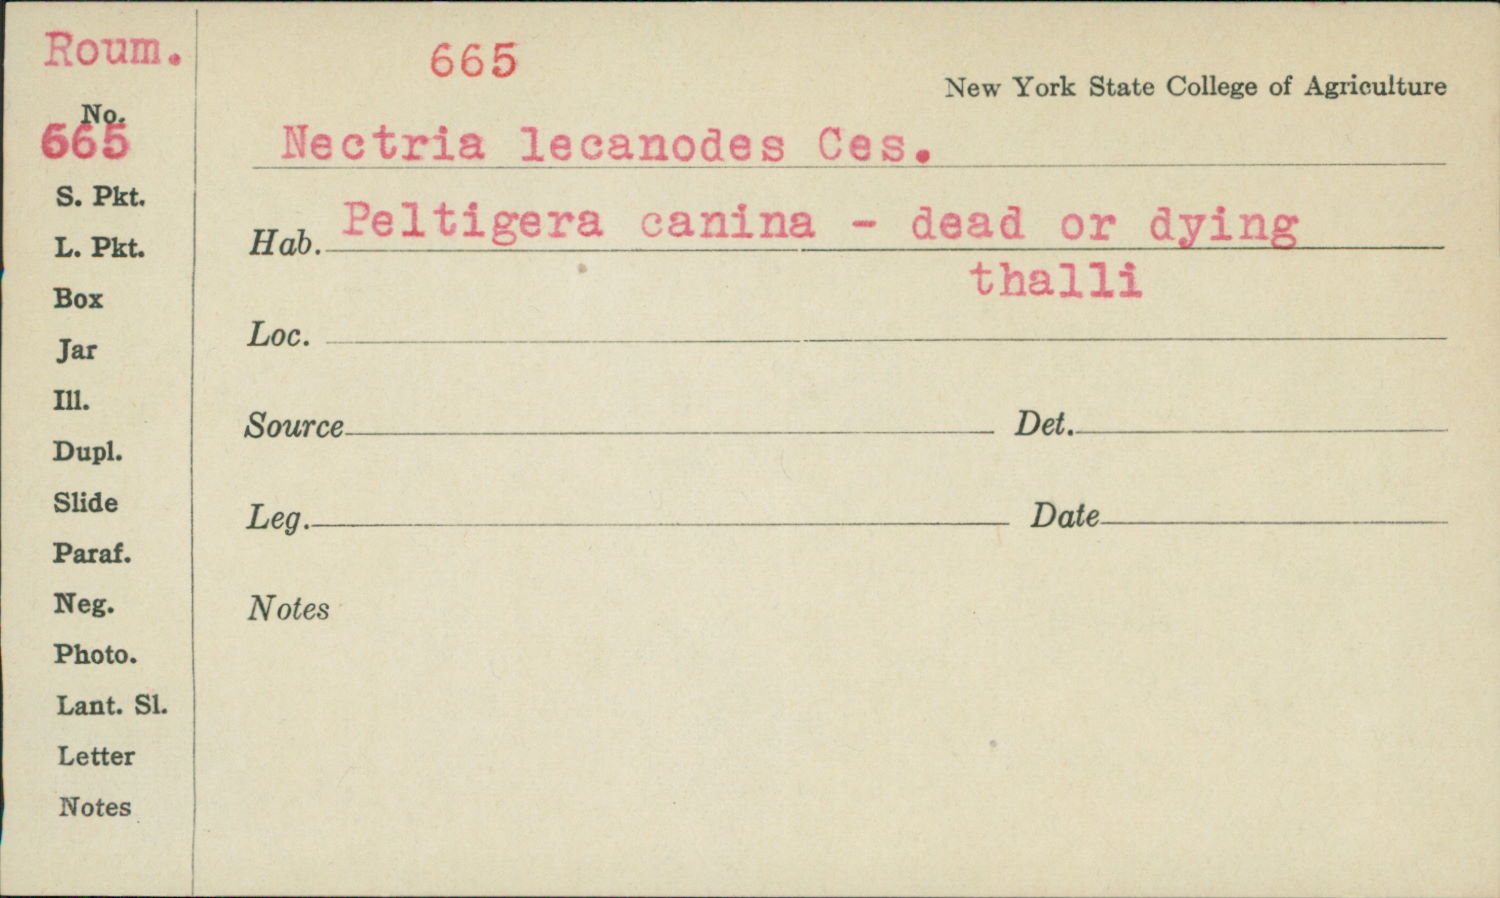 Roum.
665
New York State College of Agriculture
No.
665
Nectria lecanodes Ces.
S. Pkt.
Hab. Peltigera canina - dead or dying
thalli
L. Pkt.
Box
Loc.
Jar
Ill.
Source Det.
Dupl.
Slide
Leg. Date
Paraf.
Neg.
Notes
Photo.
Lant. Sl.
Letter
Notes